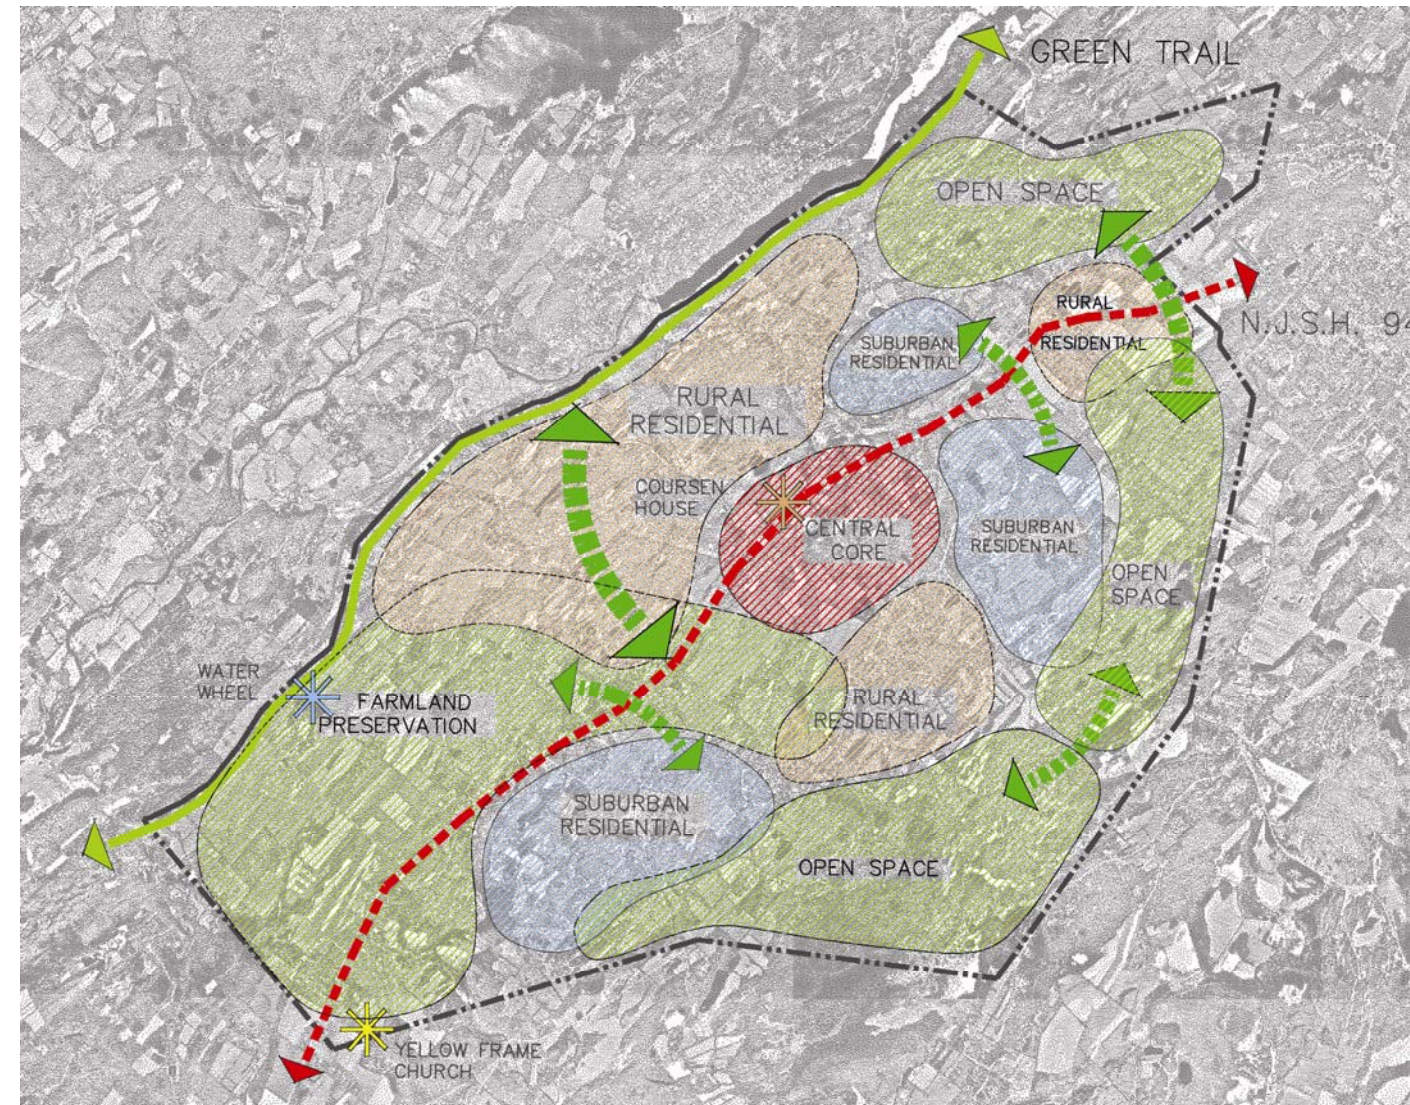 GREEN TRAIL
OPEN SPACE
RURAL
RESIDENTIAL
N.J.S.H. 94
SUBURBAN
RESIDENTIAL
RURAL
RESIDENTIAL
COURSEN
HOUSE
CENTRAL
CORE
SUBURBAN
RESIDENTIAL
OPEN
SPACE
WATER
WHEEL
FARMLAND
PRESERVATION
RURAL
RESIDENTIAL
SUBURBAN
RESIDENTIAL
OPEN SPACE
YELLOW FRAME
CHURCH